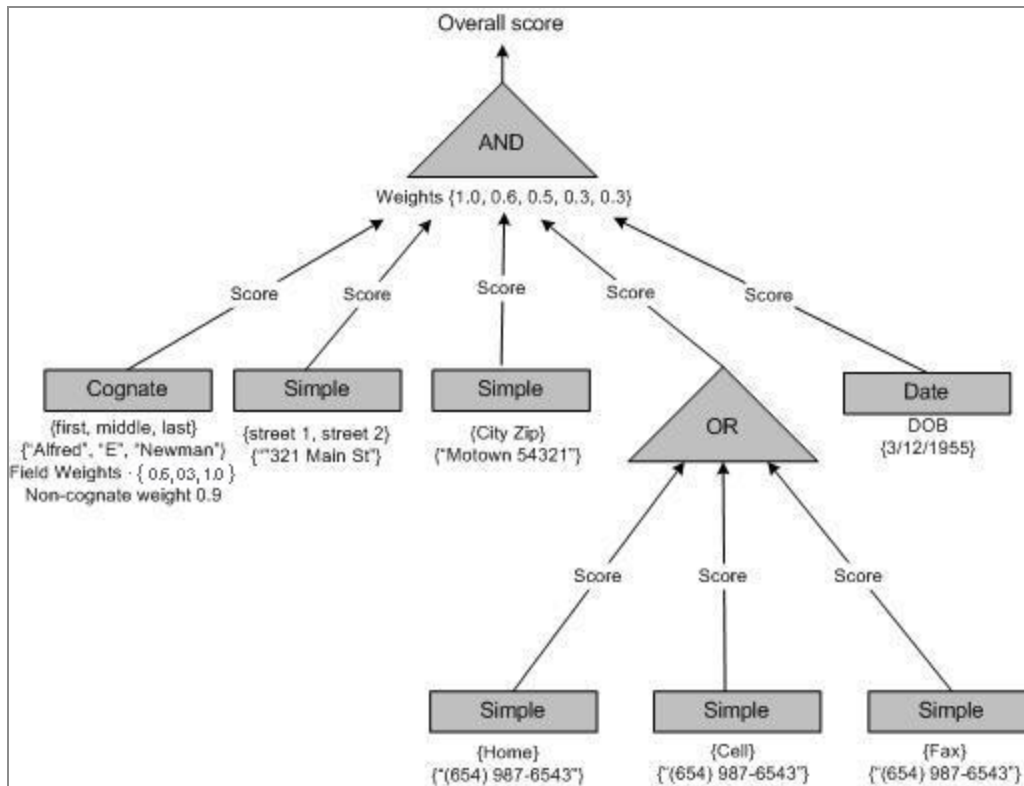 Overall score
AND
Weights {1.0, 0.6, 0.5, 0.3, 0.3}
Score
Score
Score
Score
Score
Cognate
{first, middle, last}
{"Alfred", "E", "Newman"}
Field Weights · { 0.6, 03, 1.0 }
Non-cognate weight 0.9
Simple
{street 1, street 2}
{""321 Main St"}
Simple
{City Zip}
{"Motown 54321"}
OR
Date
DOB
{3/12/1955}
Score
Score
Score
Simple
{Home}
{"(654) 987-6543"}
Simple
{Cell}
{"(654) 987-6543"}
Simple
{Fax}
{"(654) 987-6543"}